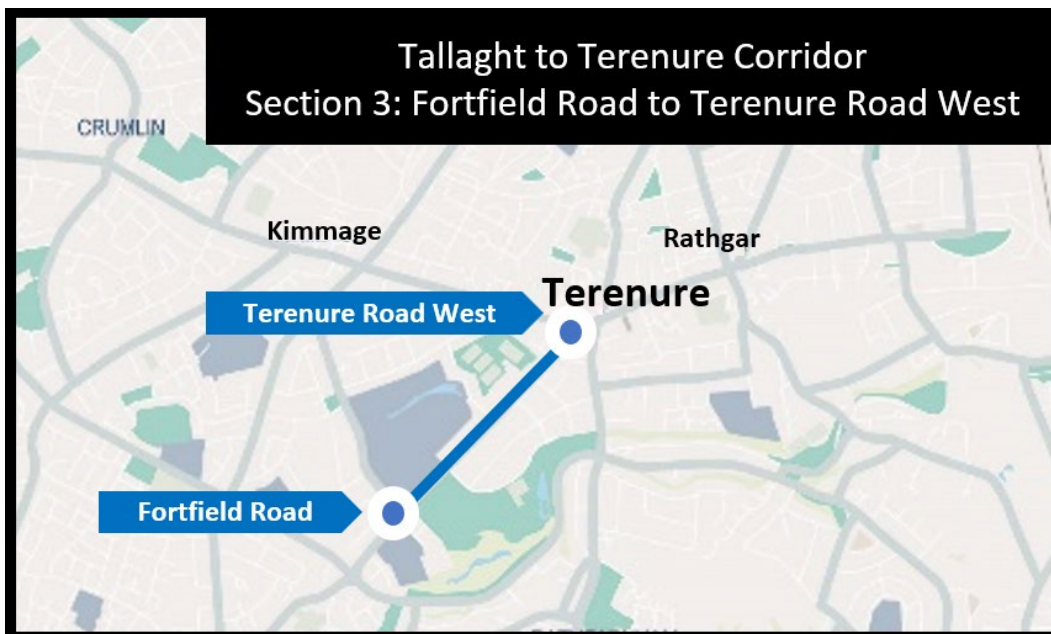 Tallaght to Terenure Corridor
Section 3: Fortfield Road to Terenure Road West
CRUMLIN
Kimmage
Rathgar
Terenure
Terenure Road West
Fortfield Road